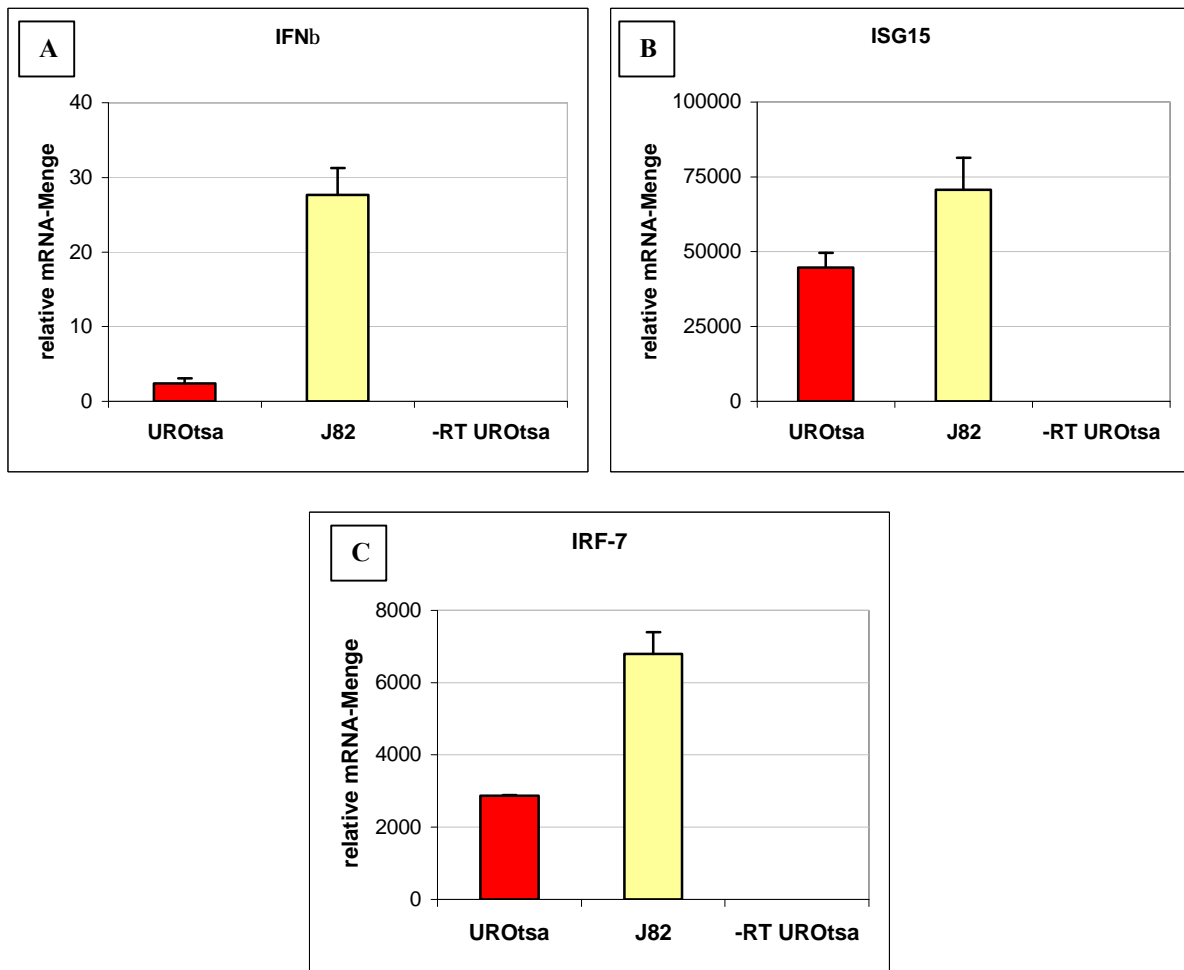 A
IFNb
relative mRNA-Menge
40
30
20
10
0
UROtsa J82 -RT UROtsa
B
ISG15
relative mRNA-Menge
100000
75000
50000
25000
0
UROtsa J82 -RT UROtsa
C
IRF-7
relative mRNA-Menge
8000
6000
4000
2000
0
UROtsa J82 -RT UROtsa